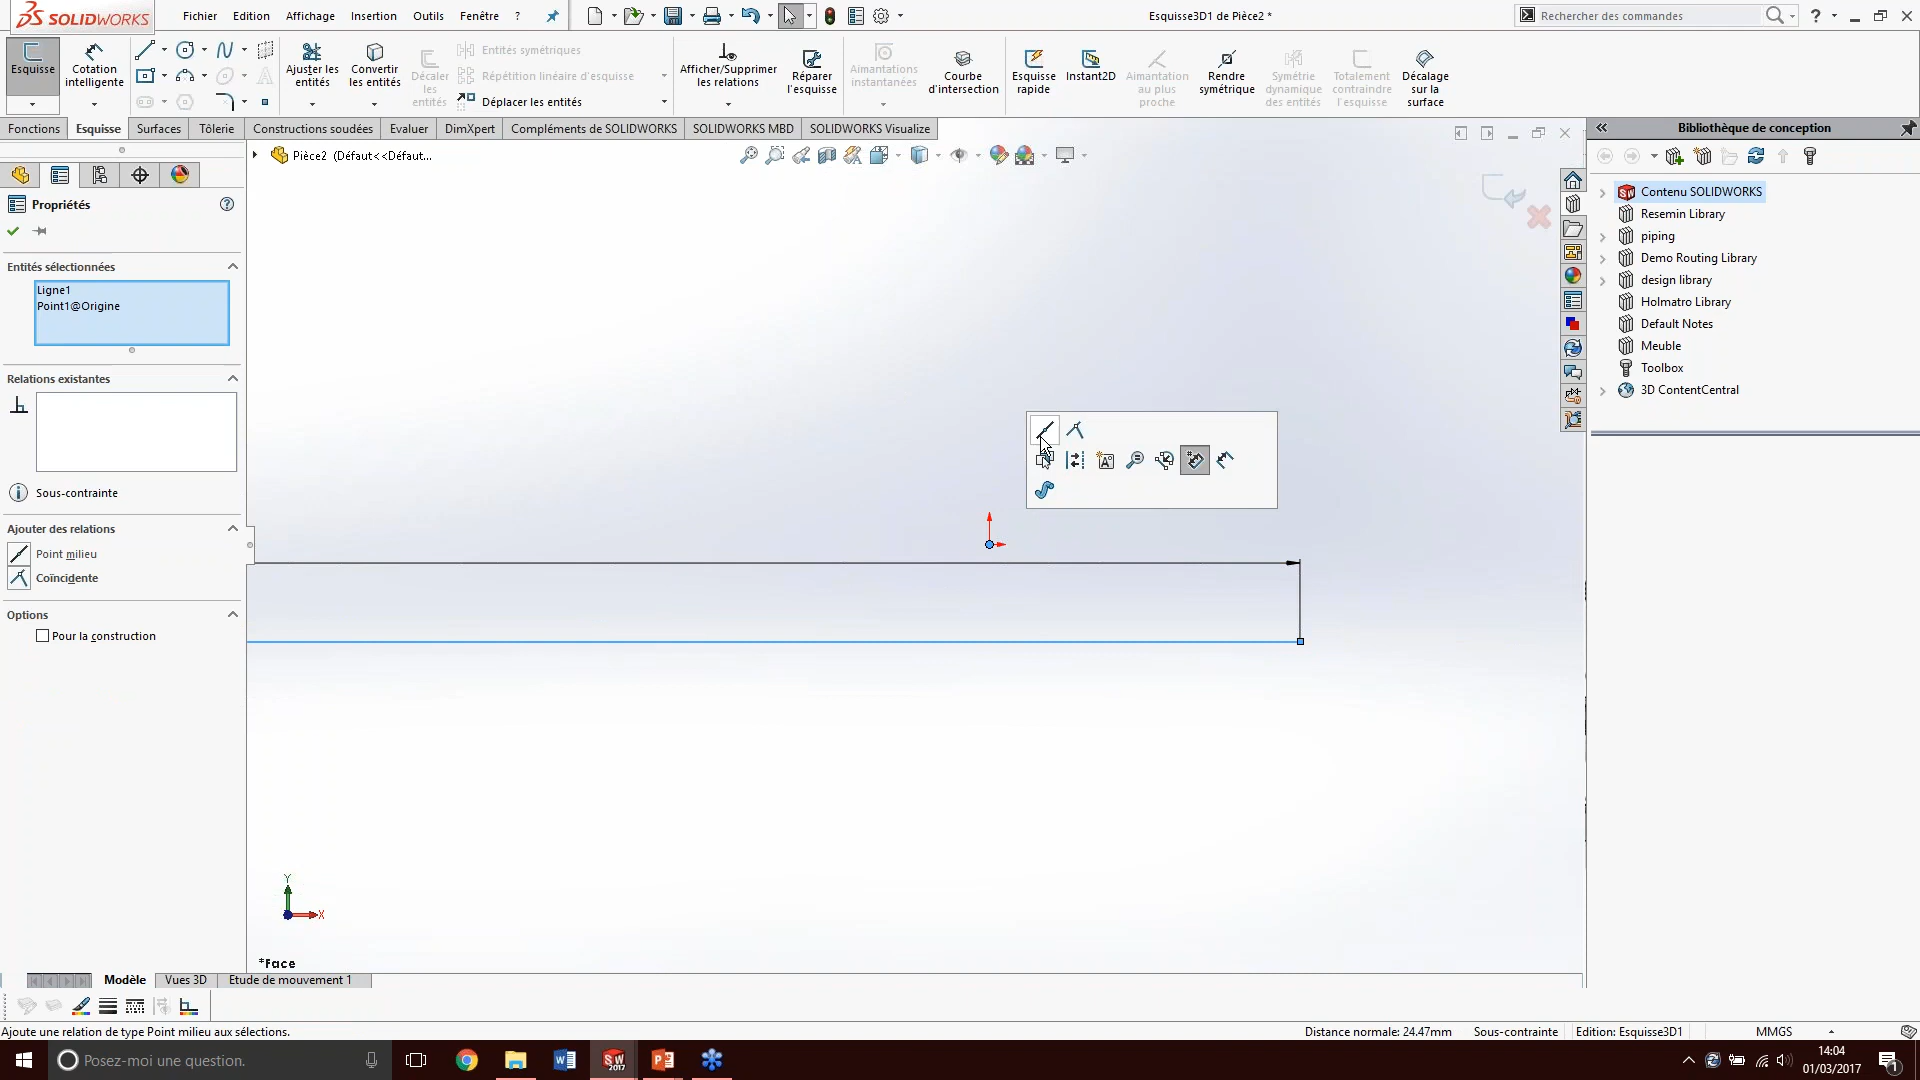 SOLIDWORKS
Fichier Edition Affichage Insertion Outils Fenêtre ?
Esquisse3D1 de Pièce2 *
Rechercher des commandes
Esquisse
Cotation intelligente
Ajuster les entités
Convertir les entités
Décaler les entités
Entités symétriques
Répétition linéaire d'esquisse
Déplacer les entités
Afficher/Supprimer les relations
Réparer l'esquisse
Aimantations instantanées
Courbe d'intersection
Esquisse rapide
Instant2D
Aimantation au plus proche
Rendre symétrique
Symétrie dynamique des entités
Totalement contraindre l'esquisse
Décalage sur la surface
Fonctions Esquisse Surfaces Tôlerie Constructions soudées Evaluer DimXpert Compléments de SOLIDWORKS SOLIDWORKS MBD SOLIDWORKS Visualize
Pièce2 (Défaut<<Défaut...
Propriétés
Entités sélectionnées
Ligne1
Point1@Origine
Relations existantes
Sous-contrainte
Ajouter des relations
Point milieu
Coïncidente
Options
Pour la construction
Y
X
*Face
Bibliothèque de conception
Contenu SOLIDWORKS
Resemin Library
piping
Demo Routing Library
design library
Holmatro Library
Default Notes
Meuble
Toolbox
3D ContentCentral
Modèle Vues 3D Etude de mouvement 1
Ajoute une relation de type Point milieu aux sélections.
Distance normale: 24.47mm Sous-contrainte Edition: Esquisse3D1 MMGS
Posez-moi une question.
14:04
01/03/2017